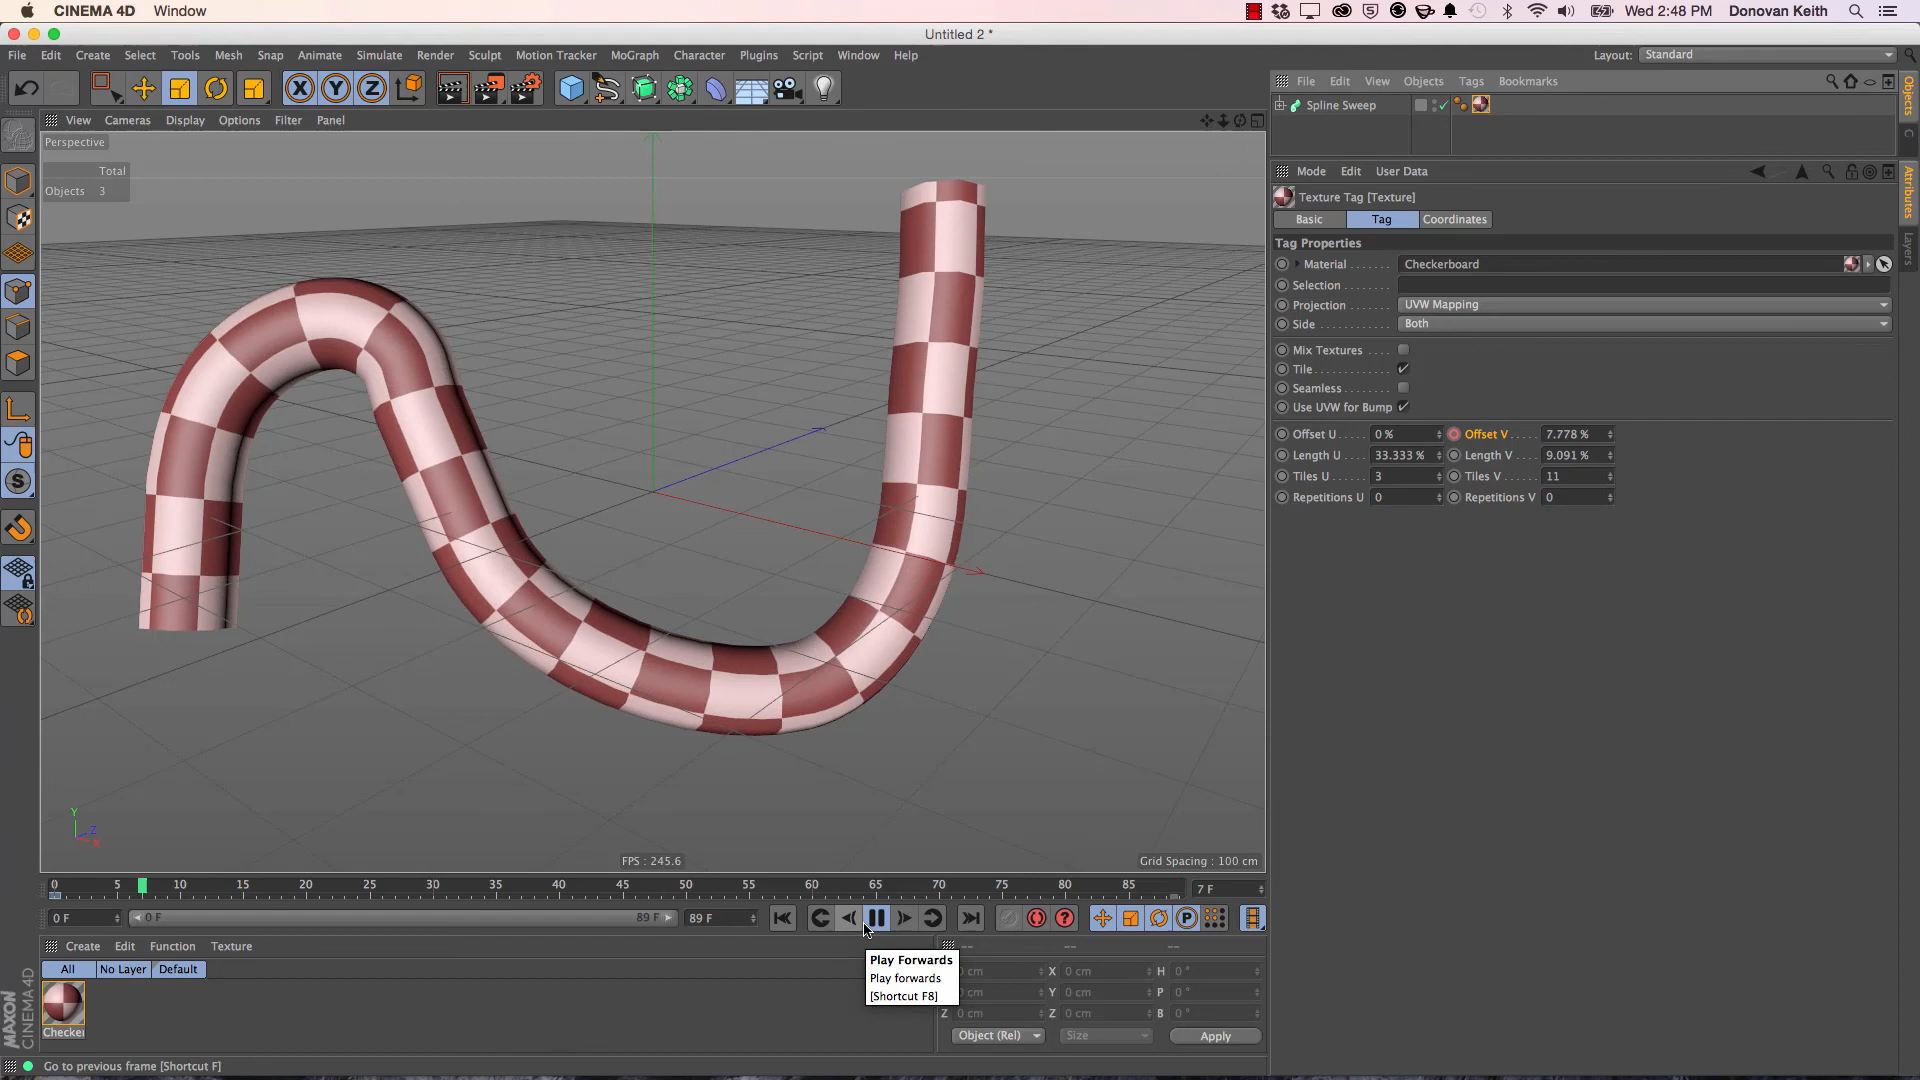 CINEMA 4D Window
Wed 2:48 PM Donovan Keith
Untitled 2 *
File Edit Create Select Tools Mesh Snap Animate Simulate Render Sculpt Motion Tracker MoGraph Character Plugins Script Window Help
Layout: Standard
X Y Z
File Edit View Objects Tags Bookmarks
Spline Sweep
View Cameras Display Options Filter Panel
Perspective
Total
Objects 3
Mode Edit User Data
Texture Tag [Texture]
Basic Tag Coordinates
Tag Properties
Material Checkerboard
Selection
Projection UVW Mapping
Side Both
Mix Textures
Tile
Seamless
Use UVW for Bump
Offset U 0 % Offset V 7.778 %
Length U 33.333 % Length V 9.091 %
Tiles U 3 Tiles V 11
Repetitions U 0 Repetitions V 0
Objects
Attributes
Layers
Y
Z
X
FPS : 245.6
Grid Spacing : 100 cm
0 5 10 15 20 25 30 35 40 45 50 55 60 65 70 75 80 85
7 F
0 F 0 F 89 F 89 F
Create Edit Function Texture
All No Layer Default
Checker
Play Forwards
Play forwards
[Shortcut F8]
-- -- --
0 cm X 0 cm H 0 °
0 cm Y 0 cm P 0 °
Z 0 cm Z 0 cm B 0 °
Object (Rel) Size Apply
MAXON
CINEMA 4D
Go to previous frame [Shortcut F]